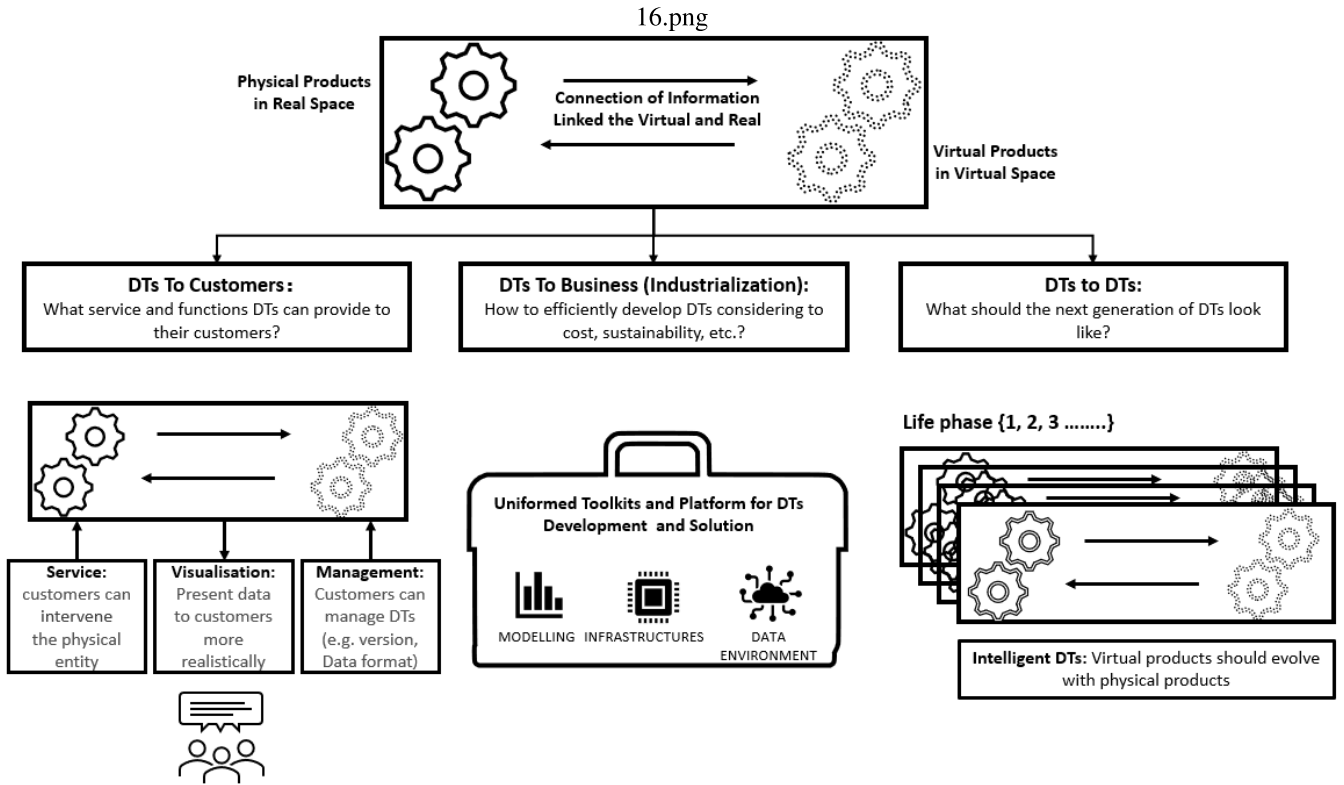 16.png
Physical Products
in Real Space
Connection of Information
Linked the Virtual and Real
Virtual Products
in Virtual Space
DTs To Customers:
What service and functions DTs can provide to
their customers?
DTs To Business (Industrialization):
How to efficiently develop DTs considering to
cost, sustainability, etc.?
DTs to DTs:
What should the next generation of DTs look
like?
Service:
customers can
intervene
the physical
entity
Visualisation:
Present data
to customers
more
realistically
Management:
Customers can
manage DTs
(e.g. version,
Data format)
Uniformed Toolkits and Platform for DTs
Development and Solution
MODELLING
INFRASTRUCTURES
DATA
ENVIRONMENT
Life phase {1, 2, 3 ........}
Intelligent DTs: Virtual products should evolve
with physical products